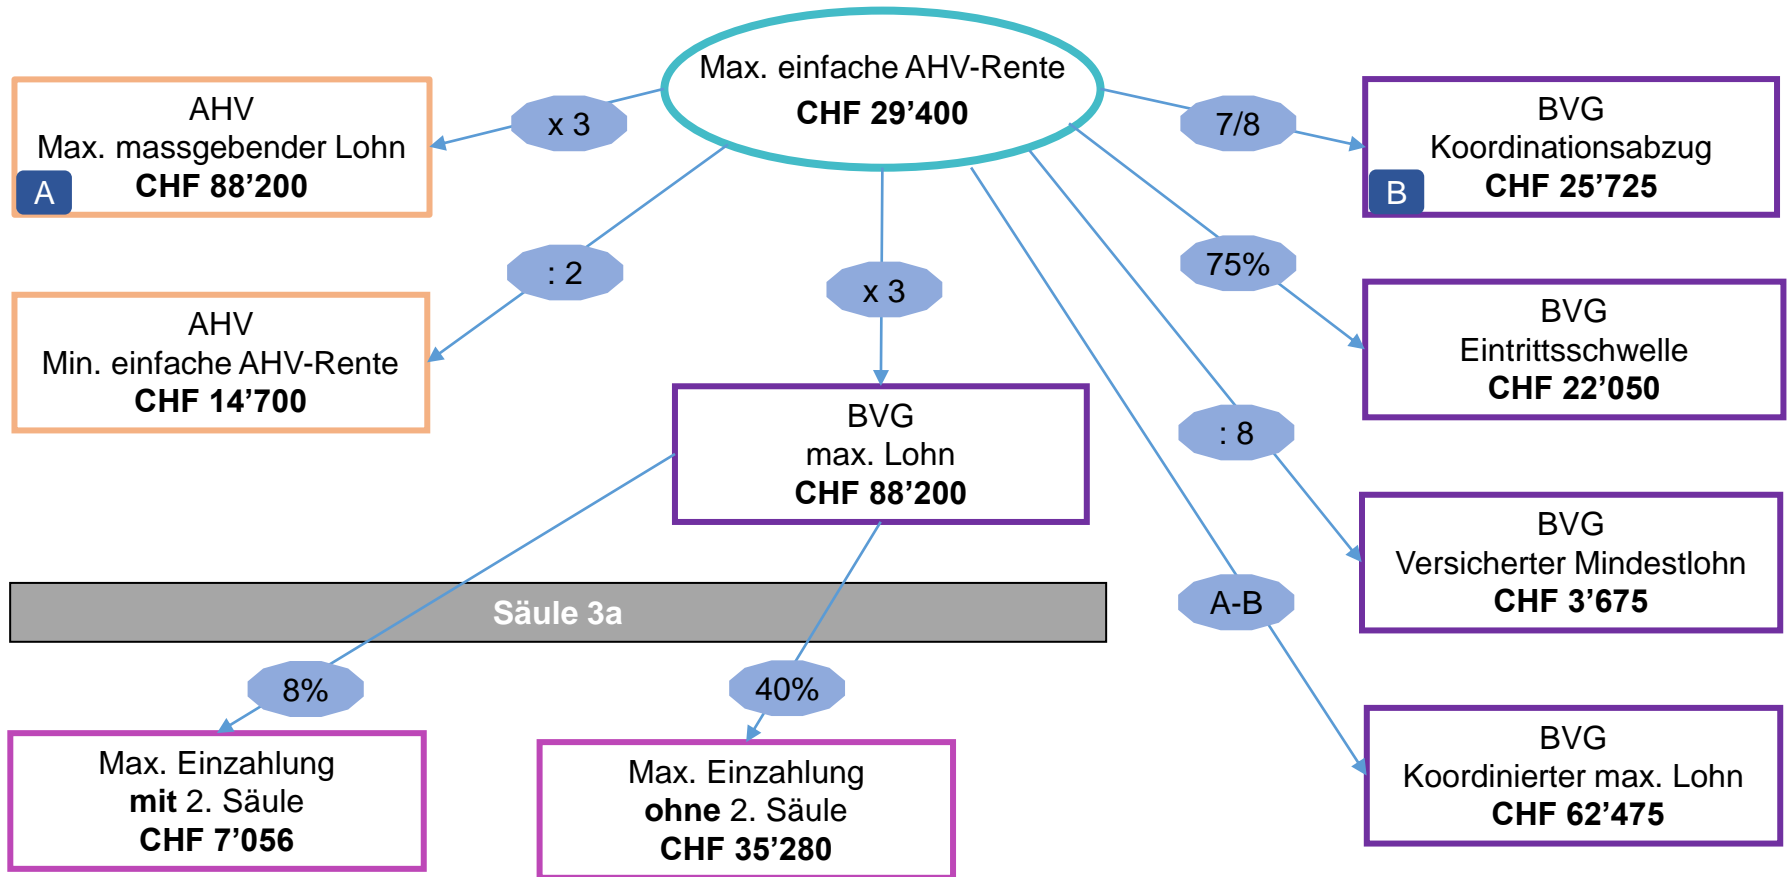 Max. einfache AHV-Rente
CHF 29’400
x 3
7/8
AHV
Max. massgebender Lohn
CHF 88’200
A
BVG
Koordinationsabzug
CHF 25’725
B
: 2
x 3
75%
AHV
Min. einfache AHV-Rente
CHF 14’700
BVG
Eintrittsschwelle
CHF 22’050
BVG
max. Lohn
CHF 88’200
: 8
BVG
Versicherter Mindestlohn
CHF 3’675
Säule 3a
A-B
8%
40%
Max. Einzahlung
mit 2. Säule
CHF 7’056
Max. Einzahlung
ohne 2. Säule
CHF 35’280
BVG
Koordinierter max. Lohn
CHF 62’475